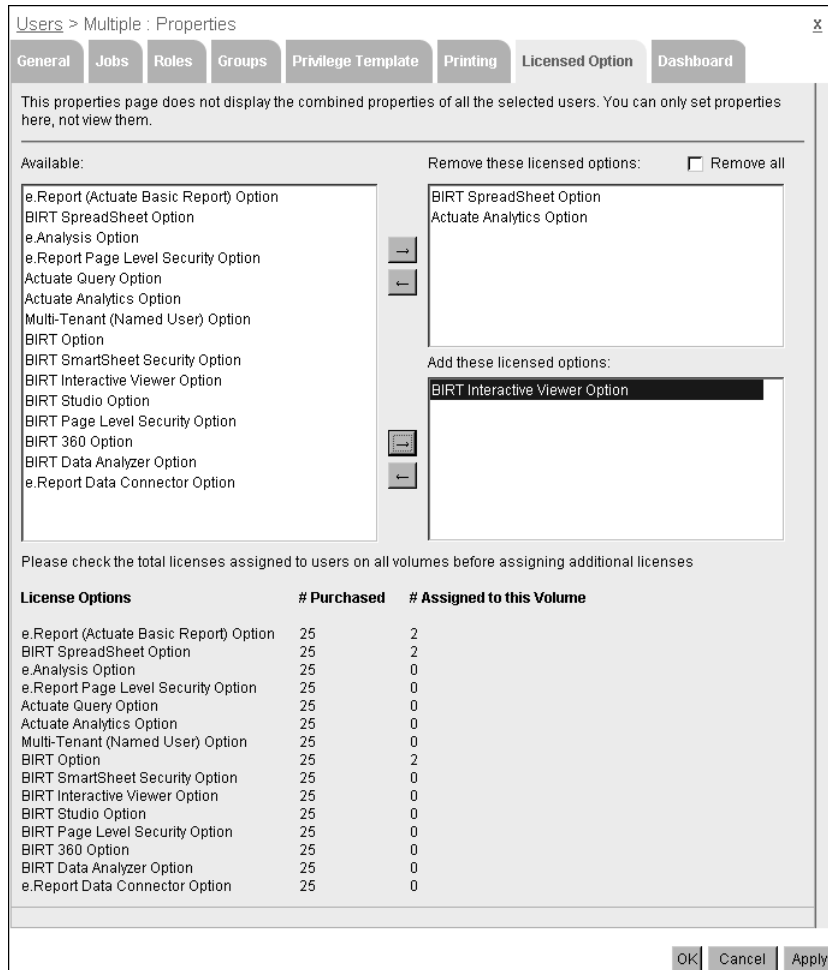 Users > Multiple : Properties
X
General Jobs Roles Groups Privilege Template Printing Licensed Option Dashboard
This properties page does not display the combined properties of all the selected users. You can only set properties
here, not view them.
Available:
e.Report (Actuate Basic Report) Option
BIRT SpreadSheet Option
e.Analysis Option
e.Report Page Level Security Option
Actuate Query Option
Actuate Analytics Option
Multi-Tenant (Named User) Option
BIRT Option
BIRT SmartSheet Security Option
BIRT Interactive Viewer Option
BIRT Studio Option
BIRT Page Level Security Option
BIRT 360 Option
BIRT Data Analyzer Option
e.Report Data Connector Option
→
←
→
←
Remove these licensed options: Remove all
BIRT SpreadSheet Option
Actuate Analytics Option
Add these licensed options:
BIRT Interactive Viewer Option
Please check the total licenses assigned to users on all volumes before assigning additional licenses
License Options # Purchased # Assigned to this Volume
e.Report (Actuate Basic Report) Option 25 2
BIRT SpreadSheet Option 25 2
e.Analysis Option 25 0
e.Report Page Level Security Option 25 0
Actuate Query Option 25 0
Actuate Analytics Option 25 0
Multi-Tenant (Named User) Option 25 0
BIRT Option 25 2
BIRT SmartSheet Security Option 25 0
BIRT Interactive Viewer Option 25 0
BIRT Studio Option 25 0
BIRT Page Level Security Option 25 0
BIRT 360 Option 25 0
BIRT Data Analyzer Option 25 0
e.Report Data Connector Option 25 0
OK Cancel Apply